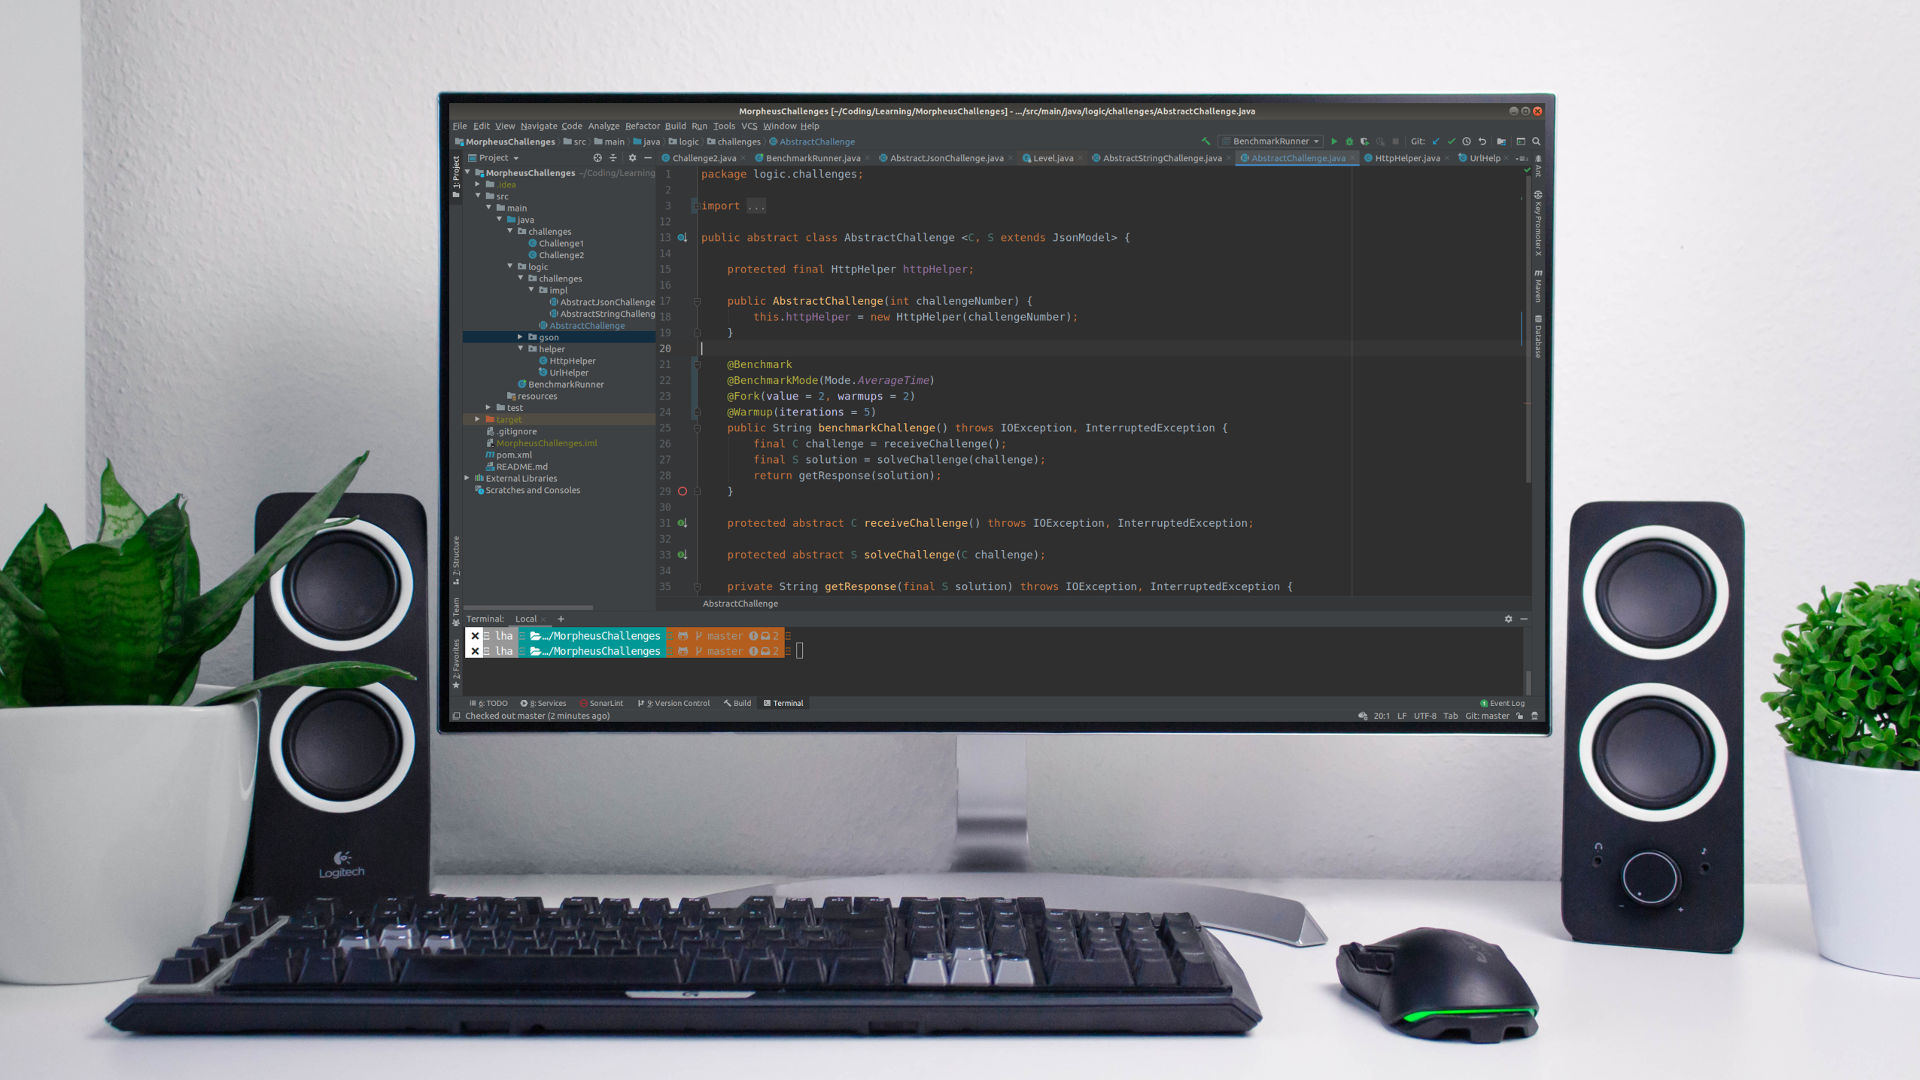 MorpheusChallenges [~/Coding/Learning/MorpheusChallenges] - .../src/main/java/logic/challenges/AbstractChallenge.java
File Edit View Navigate Code Analyze Refactor Build Run Tools VCS Window Help
MorpheusChallenges src main java logic challenges AbstractChallenge
BenchmarkRunner Git:
Project
Challenge2.java BenchmarkRunner.java AbstractJsonChallenge.java Level.java AbstractStringChallenge.java AbstractChallenge.java HttpHelper.java UrlHelp
1: Project
MorpheusChallenges ~/Coding/Learning
.idea
src
main
java
challenges
Challenge1
Challenge2
logic
challenges
impl
AbstractJsonChallenge
AbstractStringChalleng
AbstractChallenge
gson
helper
HttpHelper
UrlHelper
BenchmarkRunner
resources
test
target
.gitignore
MorpheusChallenges.iml
pom.xml
README.md
External Libraries
Scratches and Consoles
7: Structure
Team
2: Favorites
1 package logic.challenges;
2
3 import ...
12
13 public abstract class AbstractChallenge <C, S extends JsonModel> {
14
15 protected final HttpHelper httpHelper;
16
17 public AbstractChallenge(int challengeNumber) {
18 this.httpHelper = new HttpHelper(challengeNumber);
19 }
20
21 @Benchmark
22 @BenchmarkMode(Mode.AverageTime)
23 @Fork(value = 2, warmups = 2)
24 @Warmup(iterations = 5)
25 public String benchmarkChallenge() throws IOException, InterruptedException {
26 final C challenge = receiveChallenge();
27 final S solution = solveChallenge(challenge);
28 return getResponse(solution);
29 }
30
31 protected abstract C receiveChallenge() throws IOException, InterruptedException;
32
33 protected abstract S solveChallenge(C challenge);
34
35 private String getResponse(final S solution) throws IOException, InterruptedException {
AbstractChallenge
Ant
Key Promoter X
Maven
Database
Terminal: Local +
lha .../MorpheusChallenges master 2
lha .../MorpheusChallenges master 2
6: TODO 8: Services SonarLint 9: Version Control Build Terminal
1 Event Log
Checked out master (2 minutes ago)
20:1 LF UTF-8 Tab Git: master
Logitech